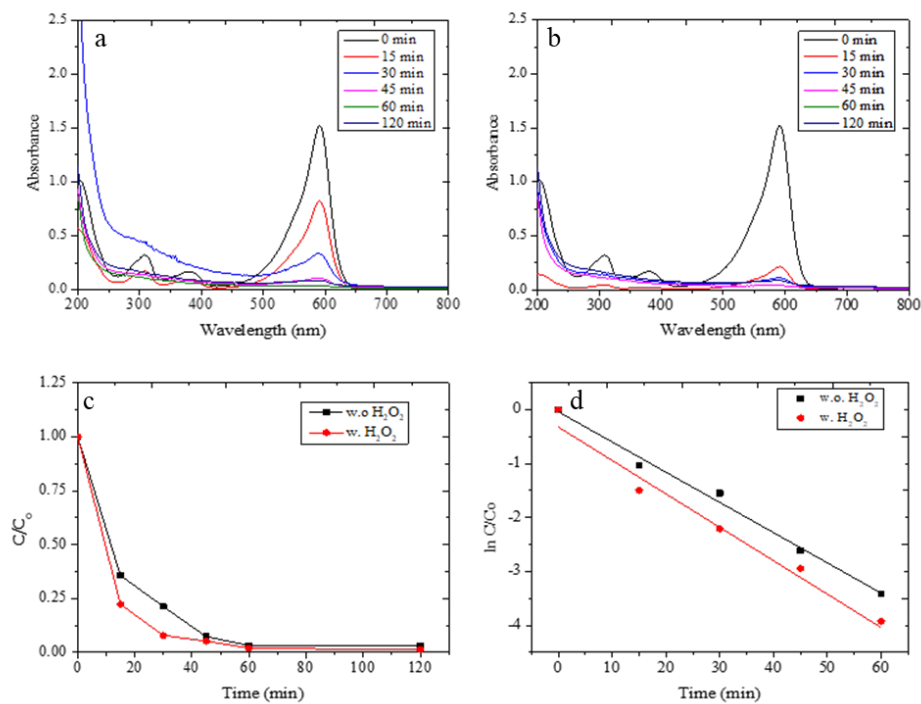 a
0 min
15 min
30 min
45 min
60 min
120 min
Absorbance
2.5
2.0
1.5
1.0
0.5
0.0
200 300 400 500 600 700 800
Wavelength (nm)
b
0 min
15 min
30 min
45 min
60 min
120 min
Absorbance
2.5
2.0
1.5
1.0
0.5
0.0
200 300 400 500 600 700 800
Wavelength (nm)
c
w.o H₂O₂
w. H₂O₂
C/C₀
1.25
1.00
0.75
0.50
0.25
0.00
0 20 40 60 80 100 120
Time (min)
d
w.o. H₂O₂
w. H₂O₂
ln C/Co
0
-1
-2
-3
-4
0 10 20 30 40 50 60
Time (min)